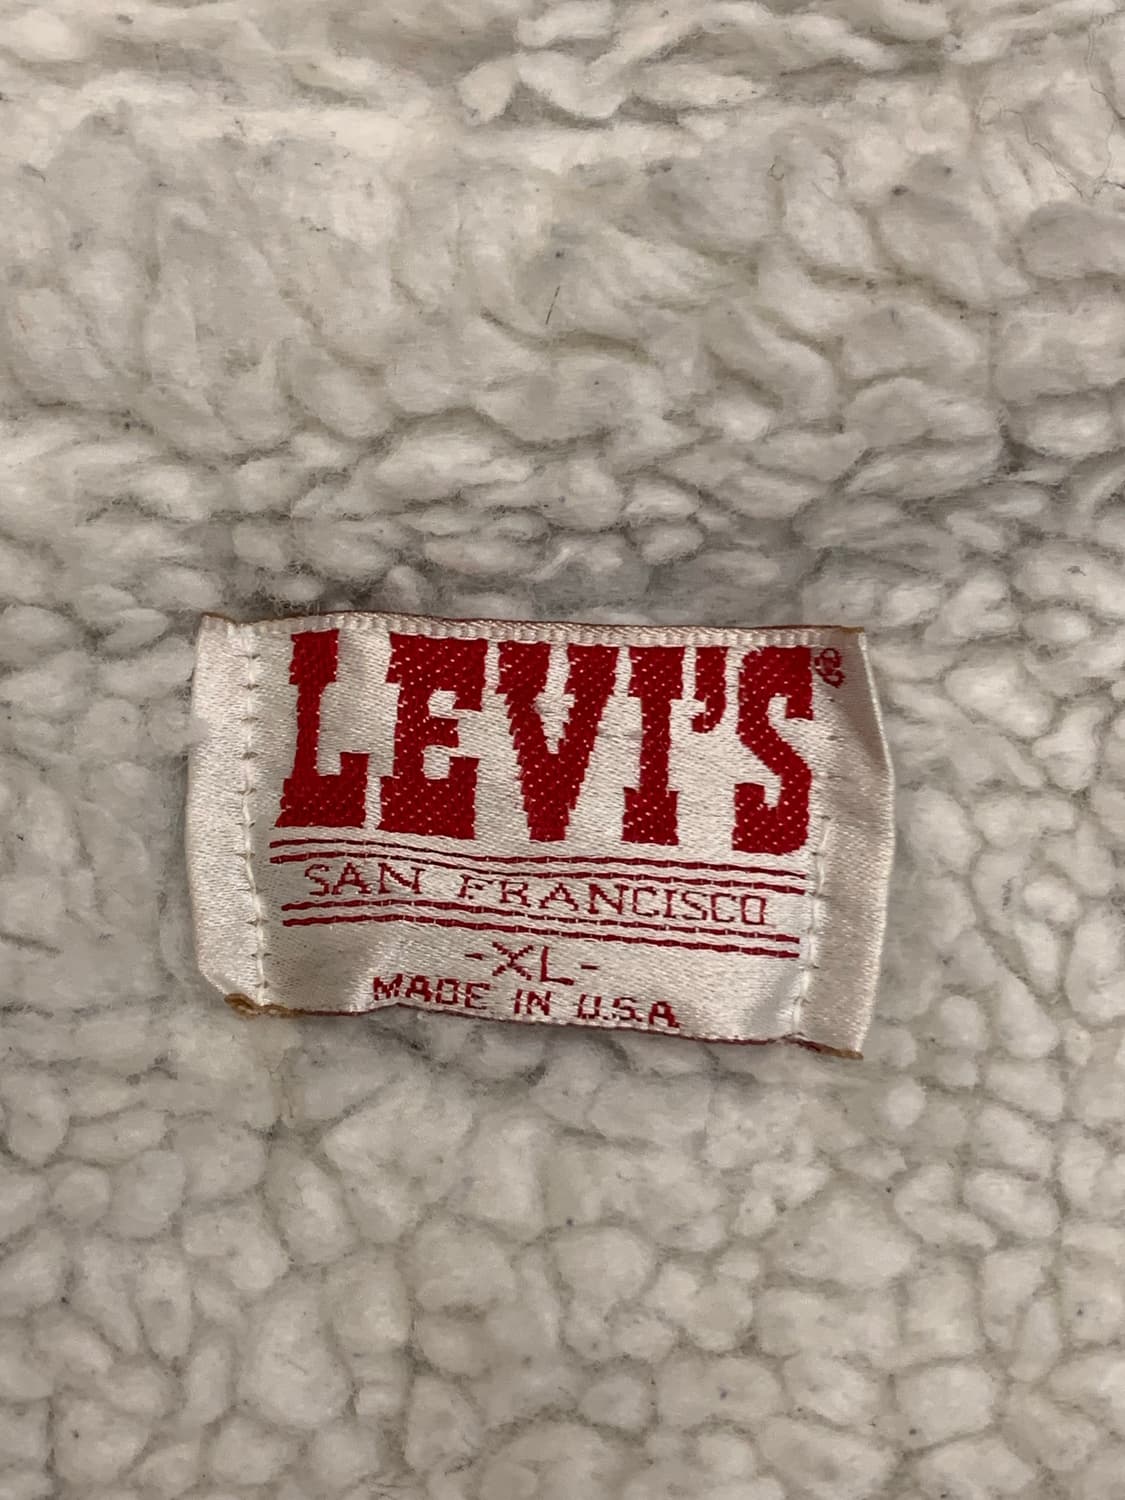 LEVI'S®
SAN FRANCISCO
-XL-
MADE IN U.S.A